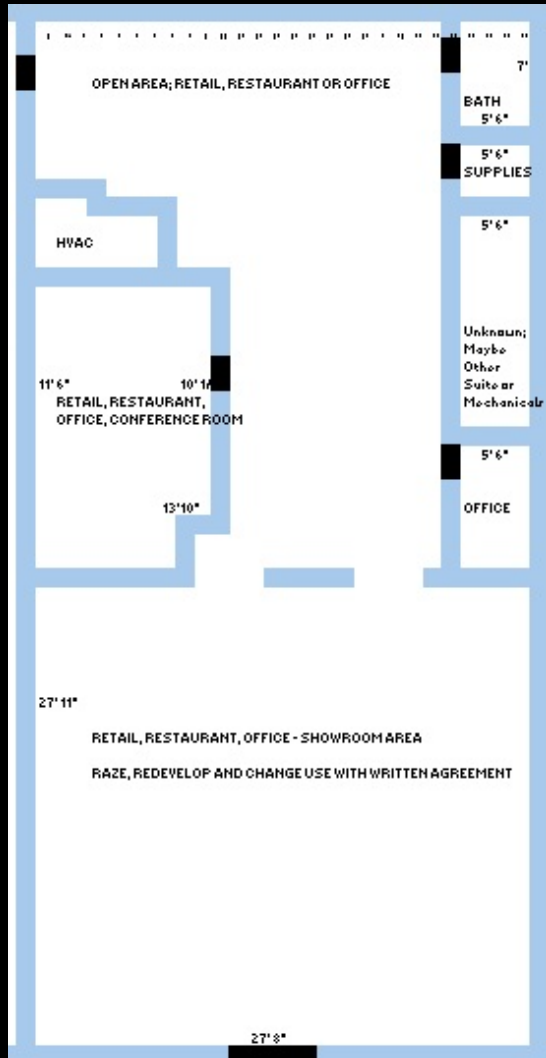 7'
OPEN AREA; RETAIL, RESTAURANT OR OFFICE
BATH
5'6"
5'6"
SUPPLIES
5'6"
HVAC
Unknown;
Maybe
Other
Suite or
Mechanicals
11'6"
RETAIL, RESTAURANT,
OFFICE, CONFERENCE ROOM
5'6"
13'10"
OFFICE
27'11"
RETAIL, RESTAURANT, OFFICE - SHOWROOM AREA
RAZE, REDEVELOP AND CHANGE USE WITH WRITTEN AGREEMENT
27'8"